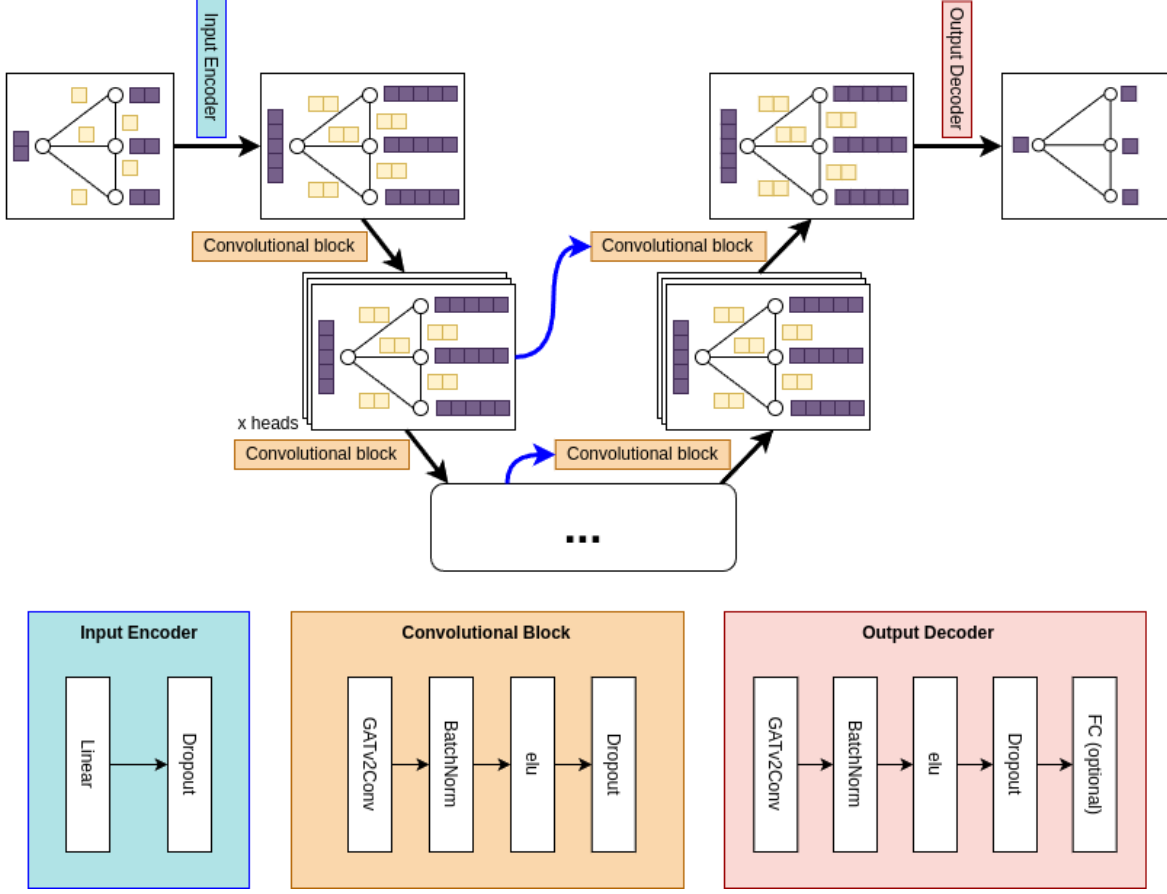 Input Encoder
Output Decoder
Convolutional block
Convolutional block
x heads
Convolutional block
Convolutional block
...
Input Encoder
Linear
Dropout
Convolutional Block
GATv2Conv
BatchNorm
elu
Dropout
Output Decoder
GATv2Conv
BatchNorm
elu
Dropout
FC (optional)